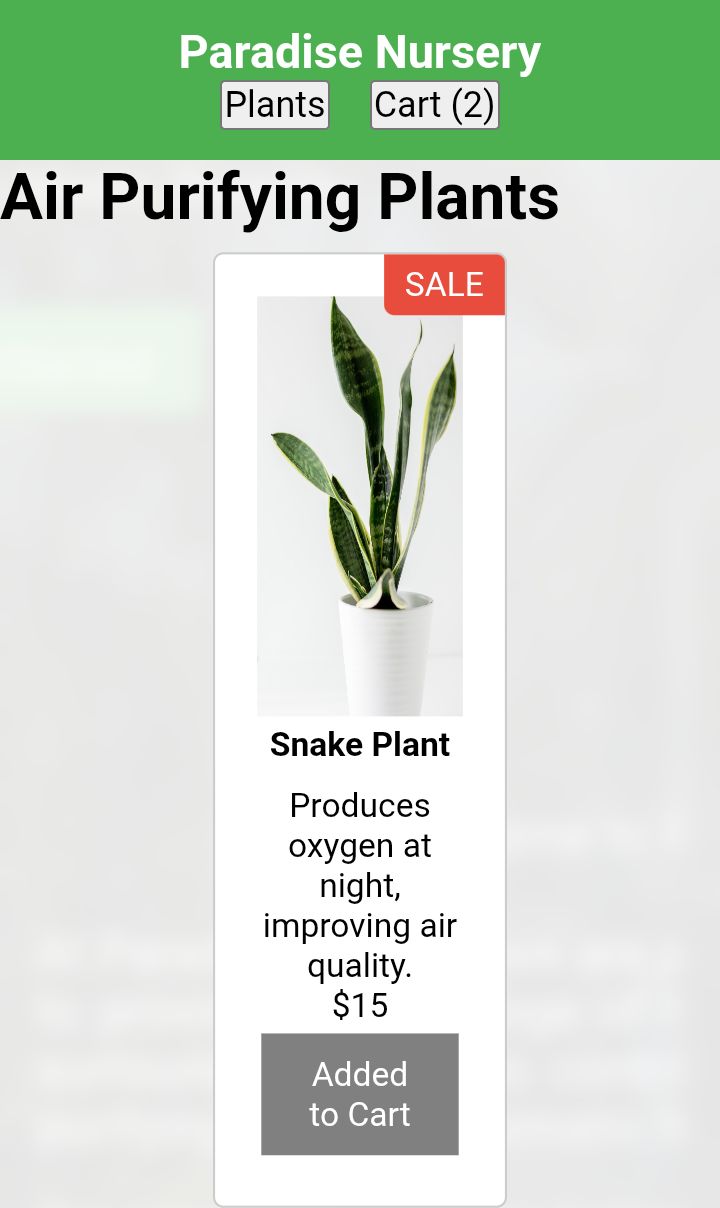 Paradise Nursery
Plants
Cart (2)
Air Purifying Plants
SALE
Snake Plant
Produces
oxygen at
night,
improving air
quality.
$15
Added
to Cart